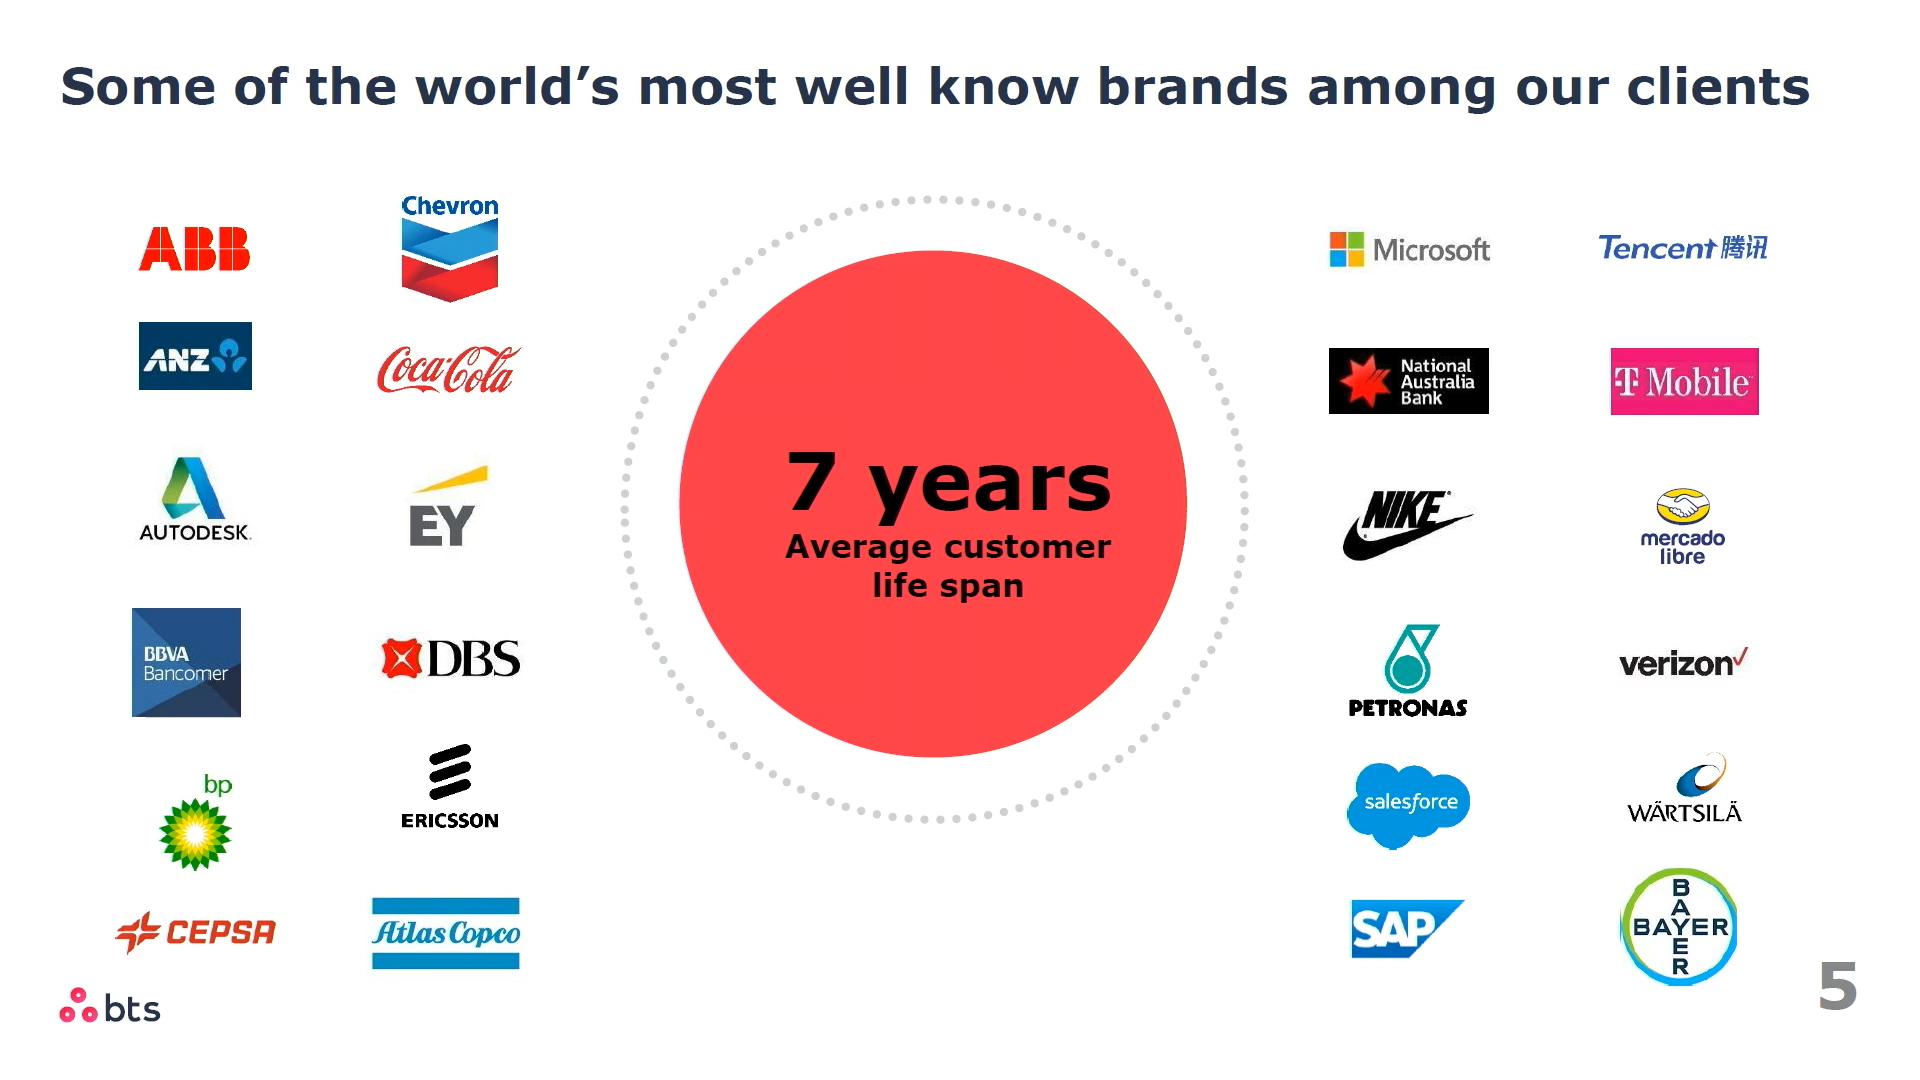 Some of the world’s most well know brands among our clients
ABB
Chevron
ANZ
Coca-Cola
AUTODESK.
EY
BBVA
Bancomer
DBS
bp
ERICSSON
CEPSA
Atlas Copco
7 years
Average customer
life span
Microsoft
Tencent 腾讯
National
Australia
Bank
T Mobile
NIKE
mercado
libre
PETRONAS
verizon
salesforce
WÄRTSILÄ
SAP
BAYER
BAYER
bts
5